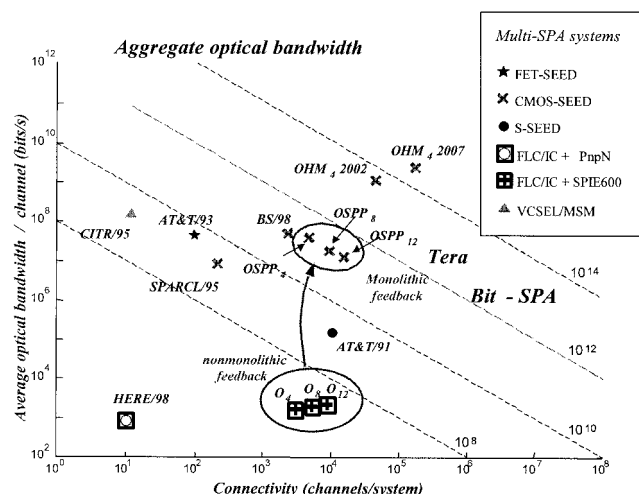 Aggregate optical bandwidth
Multi-SPA systems
FET-SEED
CMOS-SEED
S-SEED
FLC/IC + PnpN
FLC/IC + SPIE600
VCSEL/MSM
Average optical bandwidth / channel (bits/s)
10^12
10^10
10^8
10^6
10^4
10^2
OHM 4 2002
OHM 4 2007
CITR/95
AT&T/93
BS/98
OSPP 8
OSPP 12
OSPP 4
SPARCL/95
Tera
Monolithic
feedback
Bit - SPA
10^14
10^12
AT&T/91
nonmonolithic
feedback
O4 O8 O12
HERE/98
10^10
10^8
10^0 10^1 10^2 10^3 10^4 10^5 10^6 10^7 10^8
Connectivity (channels/system)